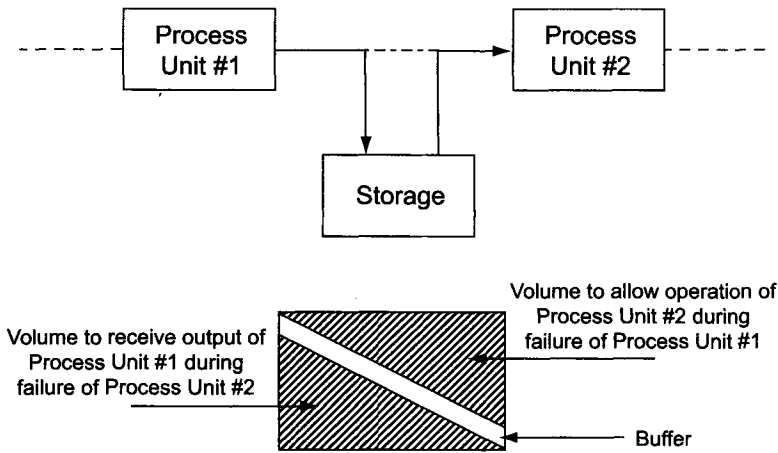 Process
Unit #1
Process
Unit #2
Storage
Volume to receive output of
Process Unit #1 during
failure of Process Unit #2
Volume to allow operation of
Process Unit #2 during
failure of Process Unit #1
Buffer